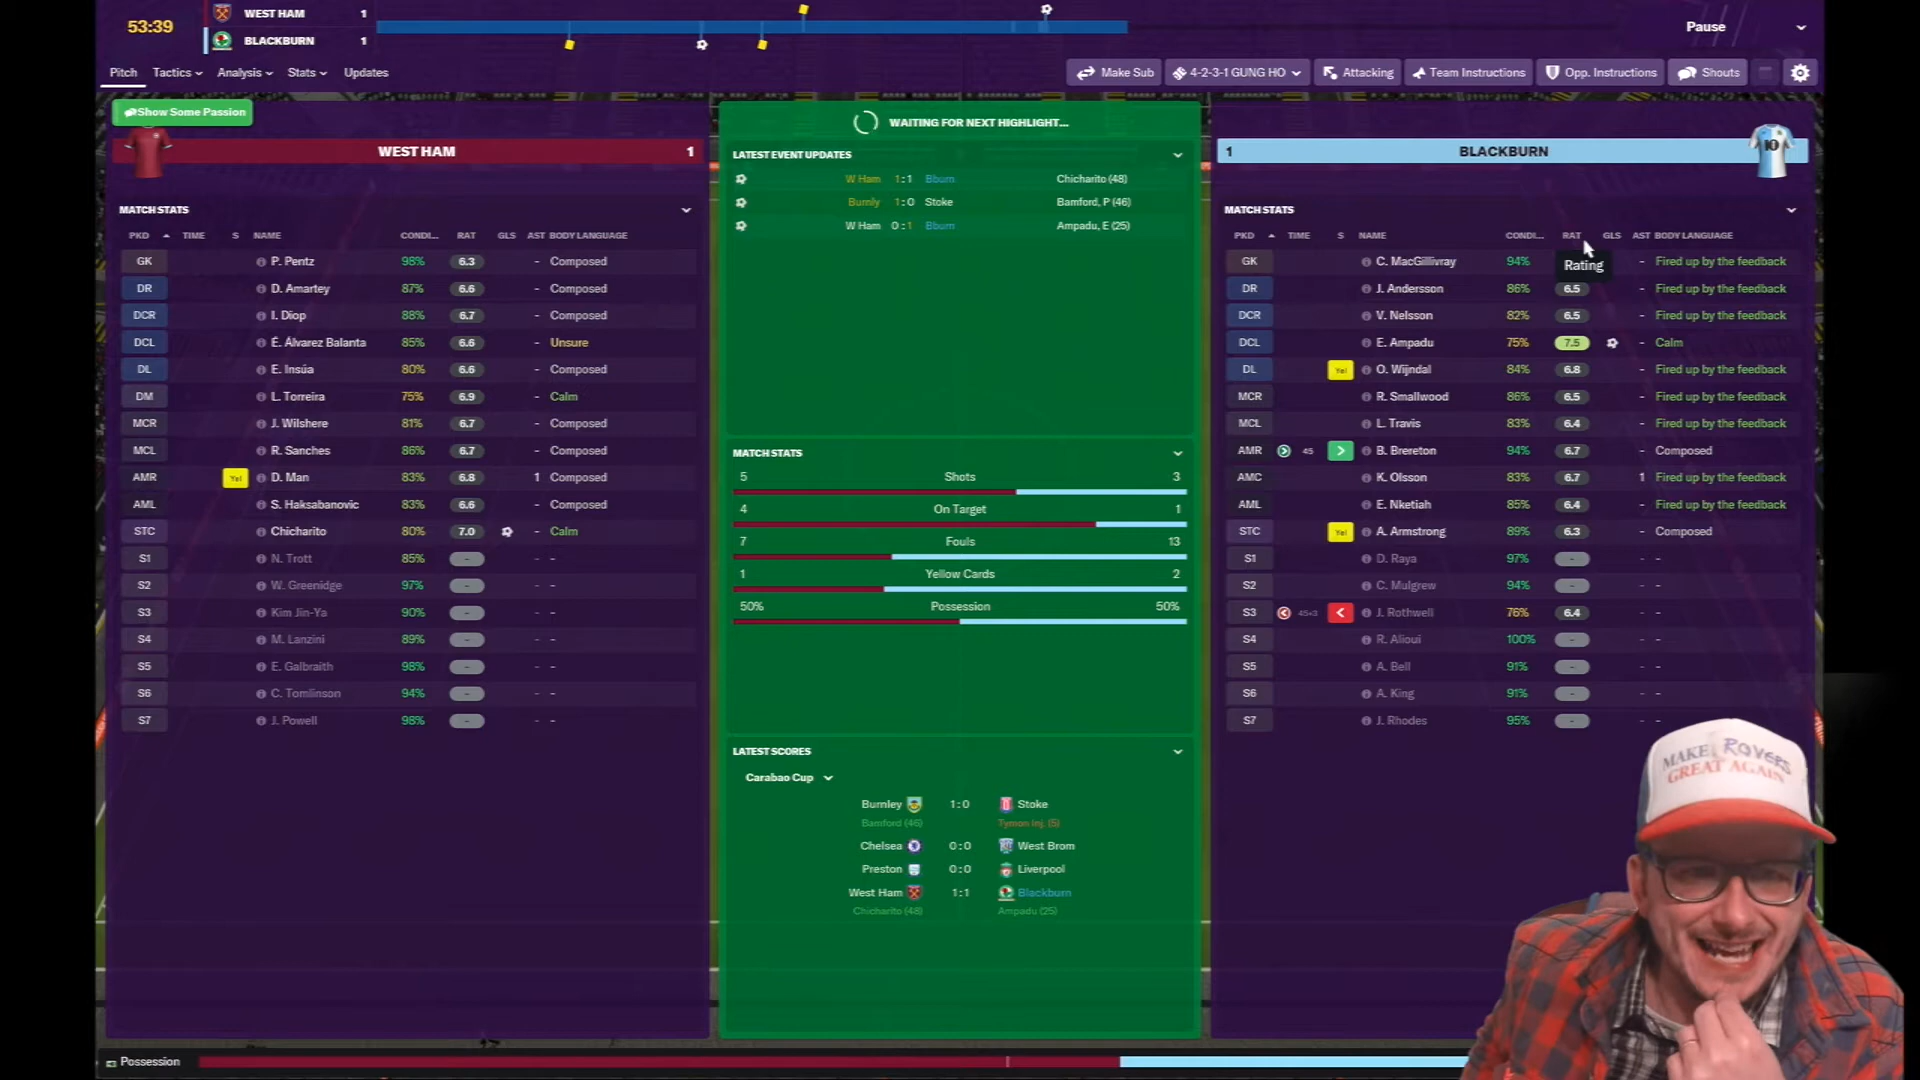 53:39
WEST HAM 1
BLACKBURN 1
Pause
Pitch Tactics Analysis Stats Updates
Make Sub 4-2-3-1 GUNG HO Attacking Team Instructions Opp. Instructions Shouts
Show Some Passion
WEST HAM 1
MATCH STATS
PKD TIME S NAME CONDI... RAT GLS AST BODY LANGUAGE
GK P. Pentz 98% 6.3 - Composed
DR D. Amartey 87% 6.6 - Composed
DCR I. Diop 88% 6.7 - Composed
DCL É. Álvarez Balanta 85% 6.6 - Unsure
DL E. Insúa 80% 6.6 - Composed
DM L. Torreira 75% 6.9 - Calm
MCR J. Wilshere 81% 6.7 - Composed
MCL R. Sanches 86% 6.7 - Composed
AMR Yel D. Man 83% 6.8 1 Composed
AML S. Haksabanovic 83% 6.6 - Composed
STC Chicharito 80% 7.0 - Calm
S1 N. Trott 85% - - -
S2 W. Greenidge 97% - - -
S3 Kim Jin-Ya 90% - - -
S4 M. Lanzini 89% - - -
S5 E. Galbraith 98% - - -
S6 C. Tomlinson 94% - - -
S7 J. Powell 98% - - -
WAITING FOR NEXT HIGHLIGHT...
LATEST EVENT UPDATES
W Ham 1:1 Bburn Chicharito (48)
Burnly 1:0 Stoke Bamford, P (46)
W Ham 0:1 Bburn Ampadu, E (25)
MATCH STATS
5 Shots 3
4 On Target 1
7 Fouls 13
1 Yellow Cards 2
50% Possession 50%
LATEST SCORES
Carabao Cup
Burnley 1:0 Stoke
Bamford (46) Tymon inj. (5)
Chelsea 0:0 West Brom
Preston 0:0 Liverpool
West Ham 1:1 Blackburn
Chicharito (48) Ampadu (25)
1 BLACKBURN
10
MATCH STATS
PKD TIME S NAME CONDI... RAT GLS AST BODY LANGUAGE
Rating
GK C. MacGillivray 94% - Fired up by the feedback
DR J. Andersson 86% 6.5 - Fired up by the feedback
DCR V. Nelsson 82% 6.5 - Fired up by the feedback
DCL E. Ampadu 75% 7.5 - Calm
DL Yel O. Wijndal 84% 6.8 - Fired up by the feedback
MCR R. Smallwood 86% 6.5 - Fired up by the feedback
MCL L. Travis 83% 6.4 - Fired up by the feedback
AMR 45 B. Brereton 94% 6.7 - Composed
AMC K. Olsson 83% 6.7 1 Fired up by the feedback
AML E. Nketiah 85% 6.4 - Fired up by the feedback
STC Yel A. Armstrong 89% 6.3 - Composed
S1 D. Raya 97% - - -
S2 C. Mulgrew 94% - - -
S3 45+3 J. Rothwell 76% 6.4 - -
S4 R. Alioui 100% - - -
S5 A. Bell 91% - - -
S6 A. King 91% - - -
S7 J. Rhodes 95% - - -
MAKE ROVERS
GREAT AGAIN
Possession